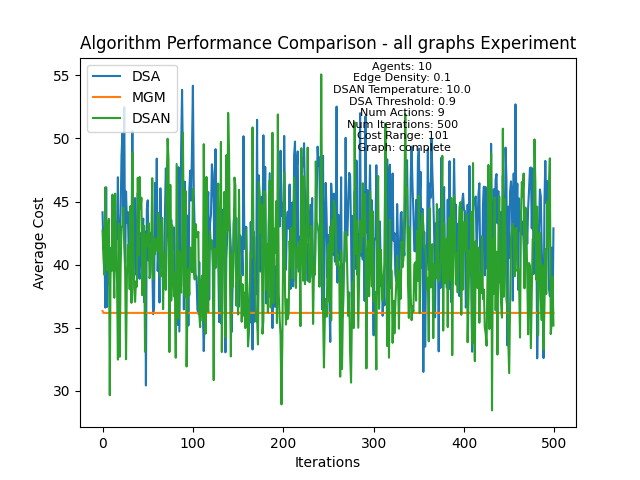 Algorithm Performance Comparison - all graphs Experiment
DSA
MGM
DSAN
Agents: 10
Edge Density: 0.1
DSAN Temperature: 10.0
DSA Threshold: 0.9
Num Actions: 9
Num Iterations: 500
Cost Range: 101
Graph: complete
Average Cost
55
50
45
40
35
30
0
100
200
300
400
500
Iterations